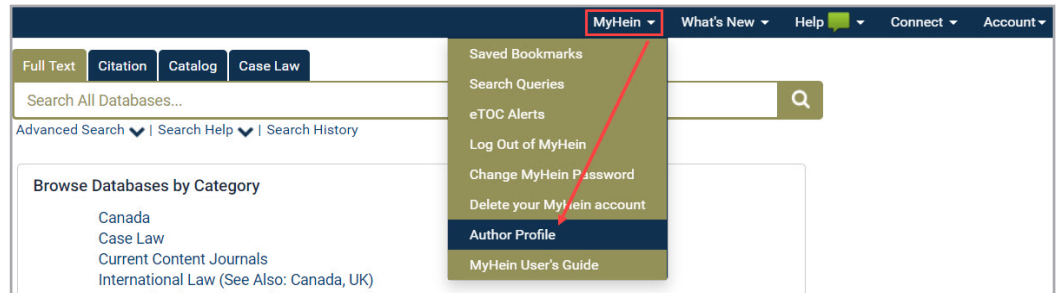 MyHein What's New Help Connect Account
Full Text Citation Catalog Case Law
Search All Databases...
Advanced Search | Search Help | Search History
Saved Bookmarks
Search Queries
eTOC Alerts
Log Out of MyHein
Change MyHein Password
Delete your MyHein account
Author Profile
MyHein User's Guide
Browse Databases by Category
Canada
Case Law
Current Content Journals
International Law (See Also: Canada, UK)